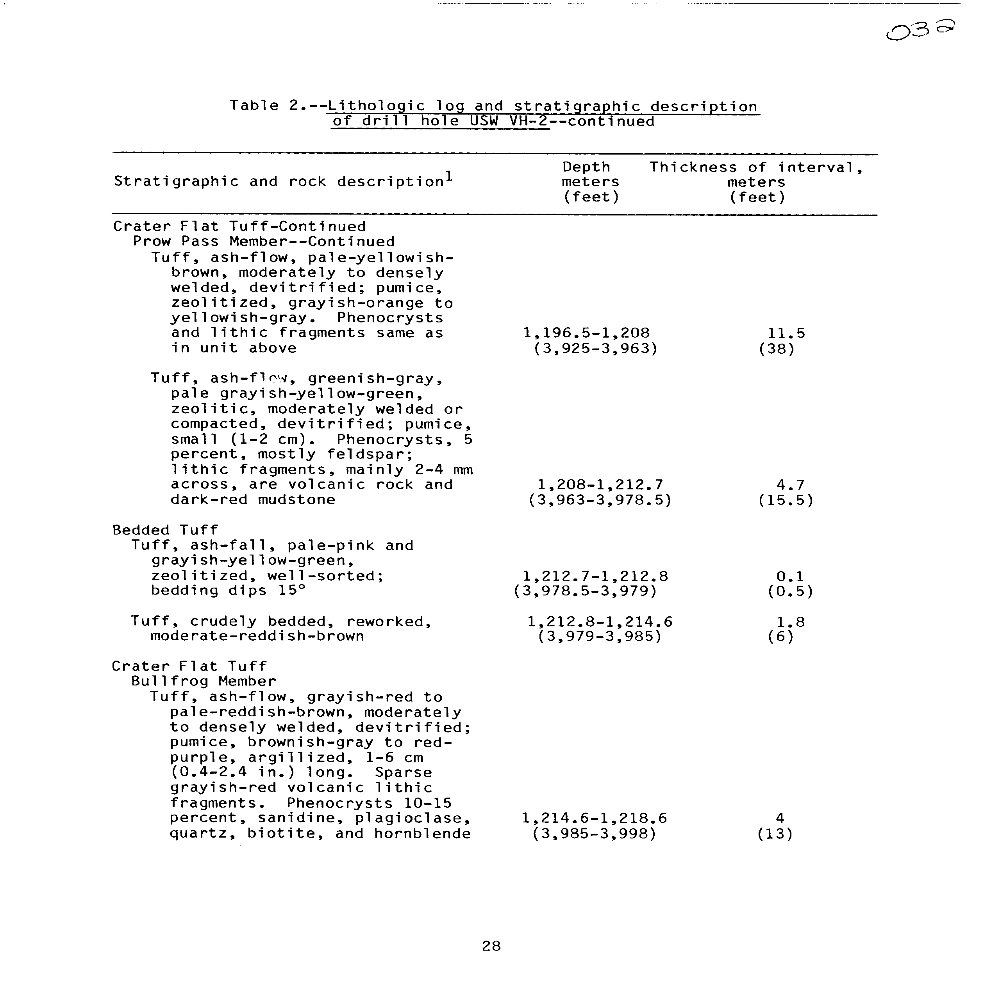 032
Table 2.--Lithologic log and stratigraphic description
of drill hole USW VH-2--continued
Depth Thickness of interval,
Stratigraphic and rock description1 meters meters
(feet) (feet)
Crater Flat Tuff-Continued
Prow Pass Member--Continued
Tuff, ash-flow, pale-yellowish-
brown, moderately to densely
welded, devitrified; pumice,
zeolitized, grayish-orange to
yellowish-gray. Phenocrysts
and lithic fragments same as 1,196.5-1,208 11.5
in unit above (3,925-3,963) (38)
Tuff, ash-flow, greenish-gray,
pale grayish-yellow-green,
zeolitic, moderately welded or
compacted, devitrified; pumice,
small (1-2 cm). Phenocrysts, 5
percent, mostly feldspar;
lithic fragments, mainly 2-4 mm
across, are volcanic rock and 1,208-1,212.7 4.7
dark-red mudstone (3,963-3,978.5) (15.5)
Bedded Tuff
Tuff, ash-fall, pale-pink and
grayish-yellow-green,
zeolitized, well-sorted; 1,212.7-1,212.8 0.1
bedding dips 15° (3,978.5-3,979) (0.5)
Tuff, crudely bedded, reworked, 1,212.8-1,214.6 1.8
moderate-reddish-brown (3,979-3,985) (6)
Crater Flat Tuff
Bullfrog Member
Tuff, ash-flow, grayish-red to
pale-reddish-brown, moderately
to densely welded, devitrified;
pumice, brownish-gray to red-
purple, argillized, 1-6 cm
(0.4-2.4 in.) long. Sparse
grayish-red volcanic lithic
fragments. Phenocrysts 10-15
percent, sanidine, plagioclase, 1,214.6-1,218.6 4
quartz, biotite, and hornblende (3,985-3,998) (13)
28